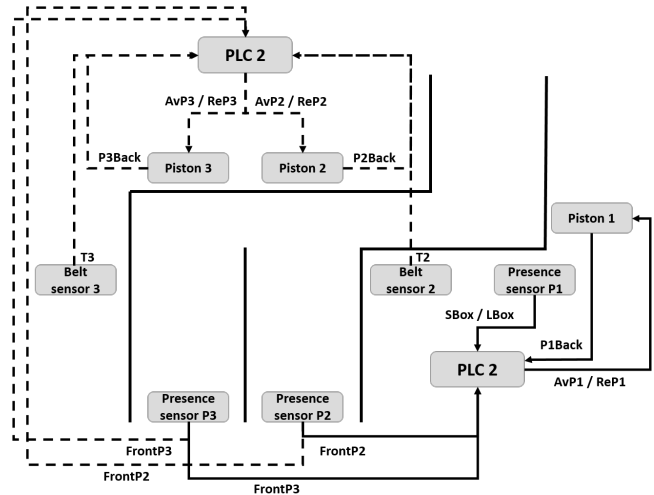 PLC 2
AvP3 / ReP3
AvP2 / ReP2
P3Back
Piston 3
Piston 2
P2Back
Piston 1
T3
Belt
sensor 3
T2
Belt
sensor 2
Presence
sensor P1
SBox / LBox
P1Back
PLC 2
AvP1 / ReP1
Presence
sensor P3
Presence
sensor P2
FrontP3
FrontP2
FrontP2
FrontP3